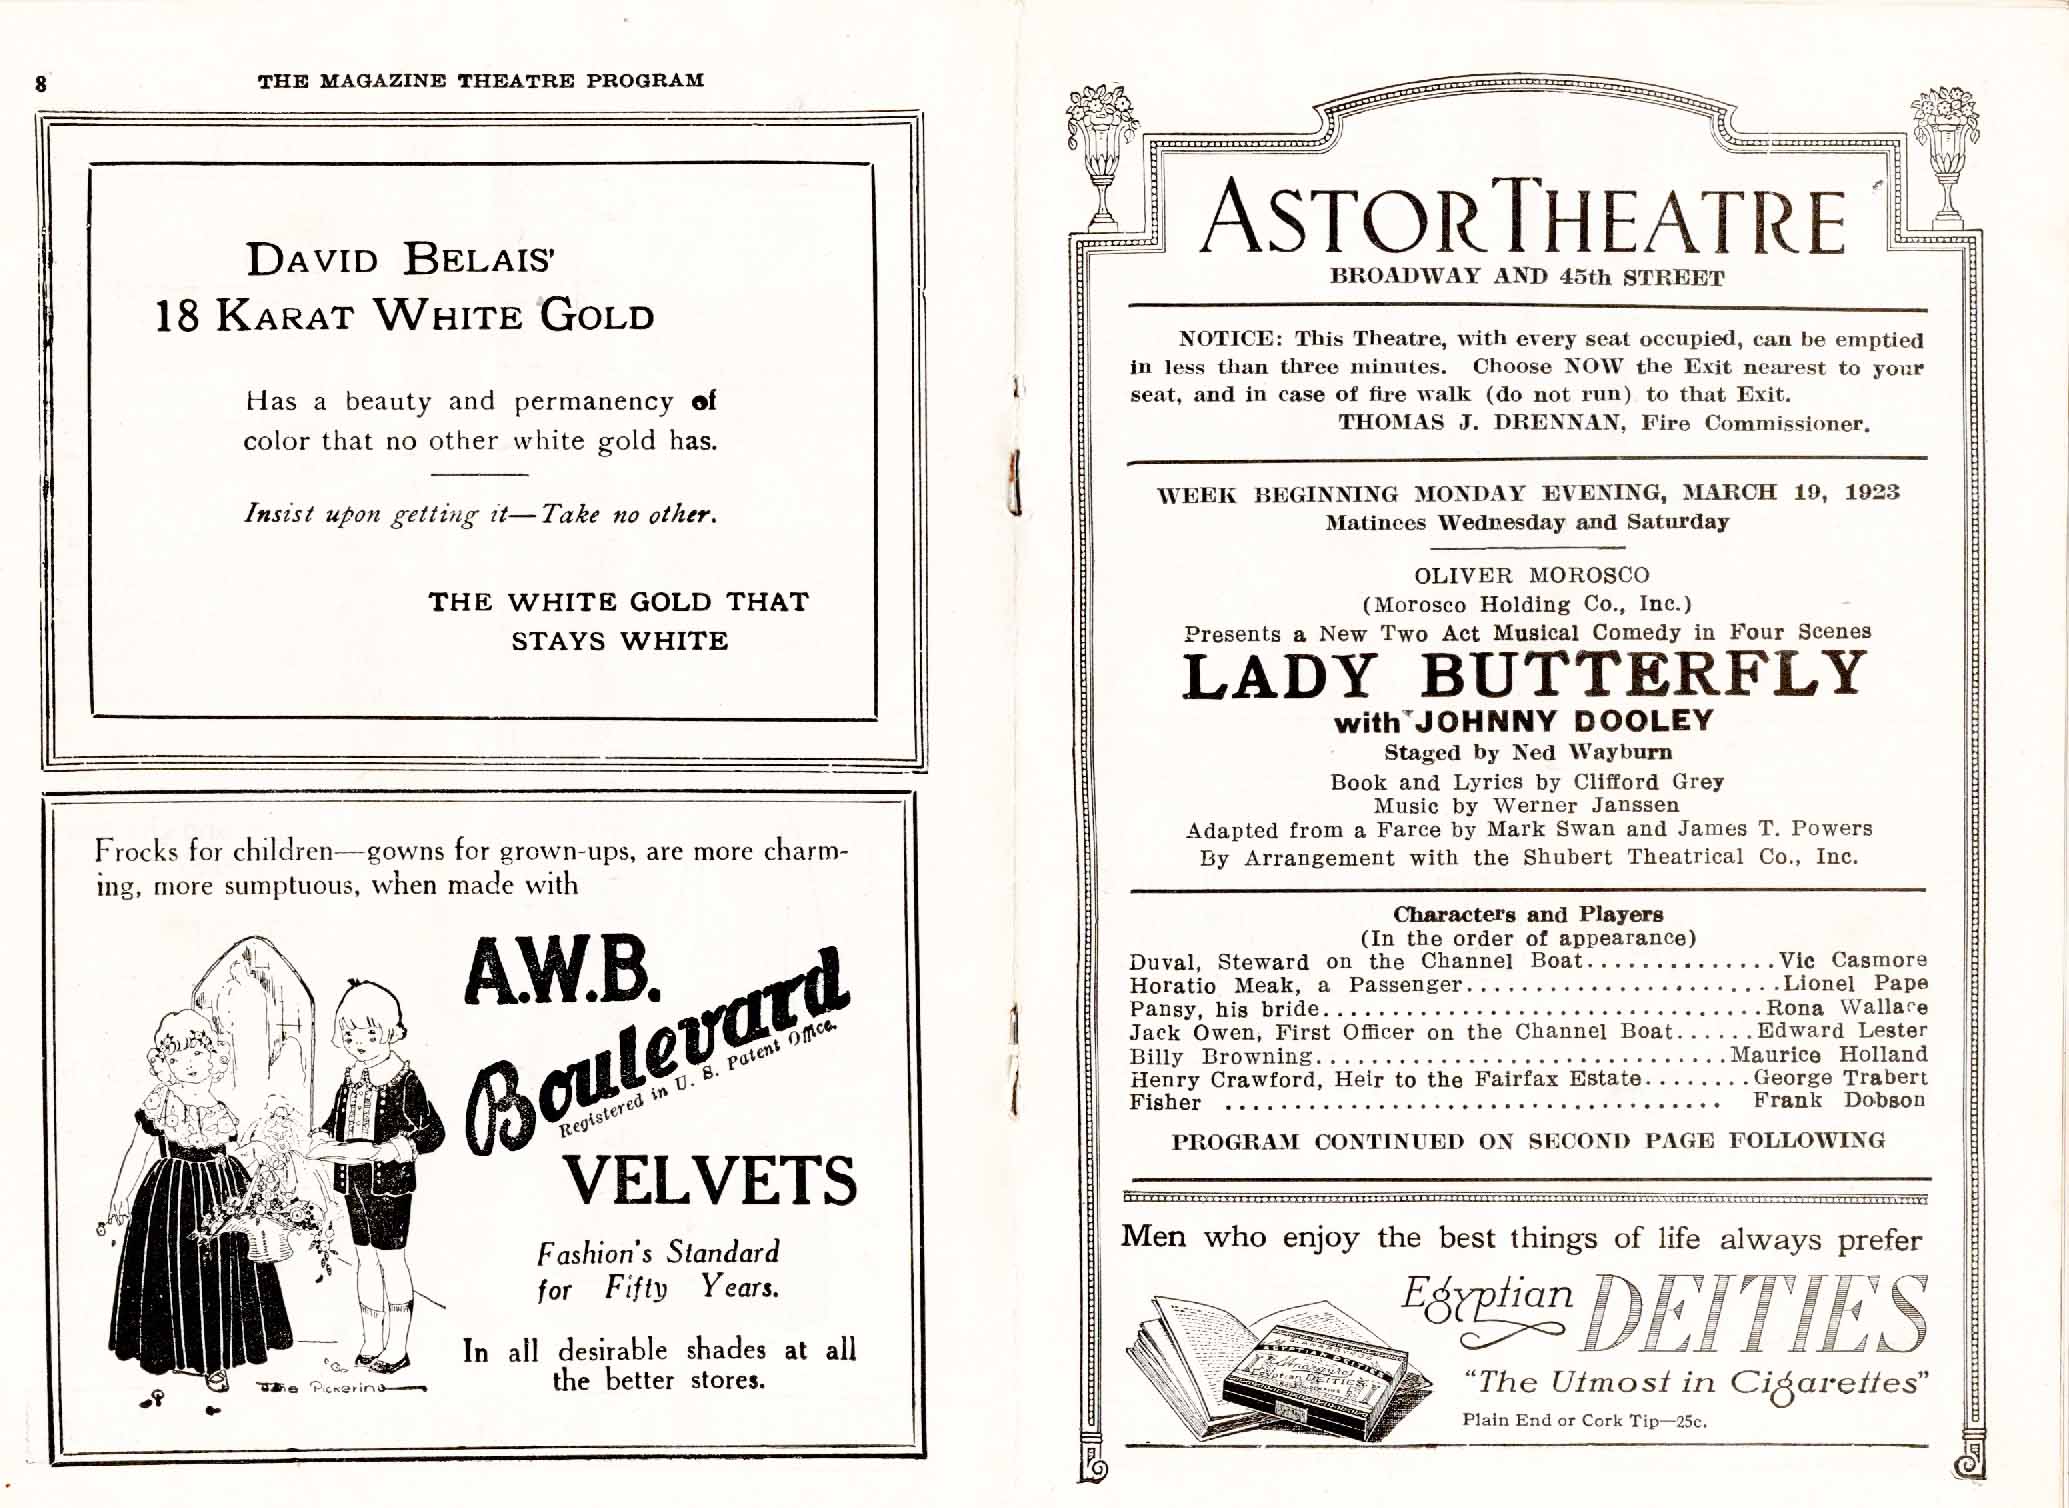 8
THE MAGAZINE THEATRE PROGRAM
DAVID BELAIS'
18 KARAT WHITE GOLD
Has a beauty and permanency of
color that no other white gold has.
Insist upon getting it—Take no other.
THE WHITE GOLD THAT
STAYS WHITE
Frocks for children—gowns for grown-ups, are more charm-
ing, more sumptuous, when made with
A.W.B.
Boulevard
Registered in U. S. Patent Office.
VELVETS
Fashion's Standard
for Fifty Years.
In all desirable shades at all
the better stores.
ASTOR THEATRE
BROADWAY AND 45th STREET
NOTICE: This Theatre, with every seat occupied, can be emptied
in less than three minutes. Choose NOW the Exit nearest to your
seat, and in case of fire walk (do not run) to that Exit.
THOMAS J. DRENNAN, Fire Commissioner.
WEEK BEGINNING MONDAY EVENING, MARCH 19, 1923
Matinees Wednesday and Saturday
OLIVER MOROSCO
(Morosco Holding Co., Inc.)
Presents a New Two Act Musical Comedy in Four Scenes
LADY BUTTERFLY
with JOHNNY DOOLEY
Staged by Ned Wayburn
Book and Lyrics by Clifford Grey
Music by Werner Janssen
Adapted from a Farce by Mark Swan and James T. Powers
By Arrangement with the Shubert Theatrical Co., Inc.
Characters and Players
(In the order of appearance)
Duval, Steward on the Channel Boat..............Vic Casmore
Horatio Meak, a Passenger.......................Lionel Pape
Pansy, his bride................................Rona Wallace
Jack Owen, First Officer on the Channel Boat......Edward Lester
Billy Browning..............................Maurice Holland
Henry Crawford, Heir to the Fairfax Estate........George Trabert
Fisher .................................... Frank Dobson
PROGRAM CONTINUED ON SECOND PAGE FOLLOWING
Men who enjoy the best things of life always prefer
Egyptian DEITIES
"The Utmost in Cigarettes"
Plain End or Cork Tip—25c.